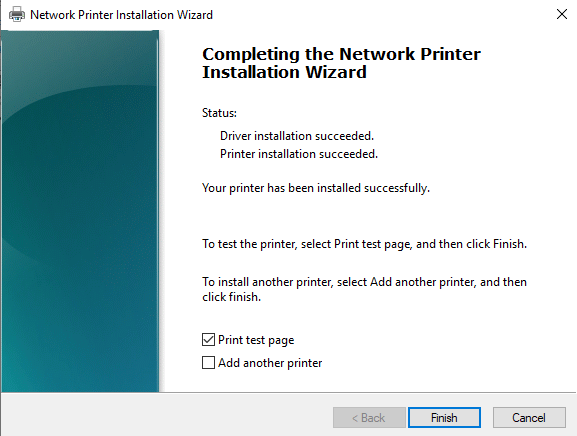 Network Printer Installation Wizard
Completing the Network Printer
Installation Wizard
Status:
Driver installation succeeded.
Printer installation succeeded.
Your printer has been installed successfully.
To test the printer, select Print test page, and then click Finish.
To install another printer, select Add another printer, and then
click finish.
Print test page
Add another printer
< Back
Finish
Cancel